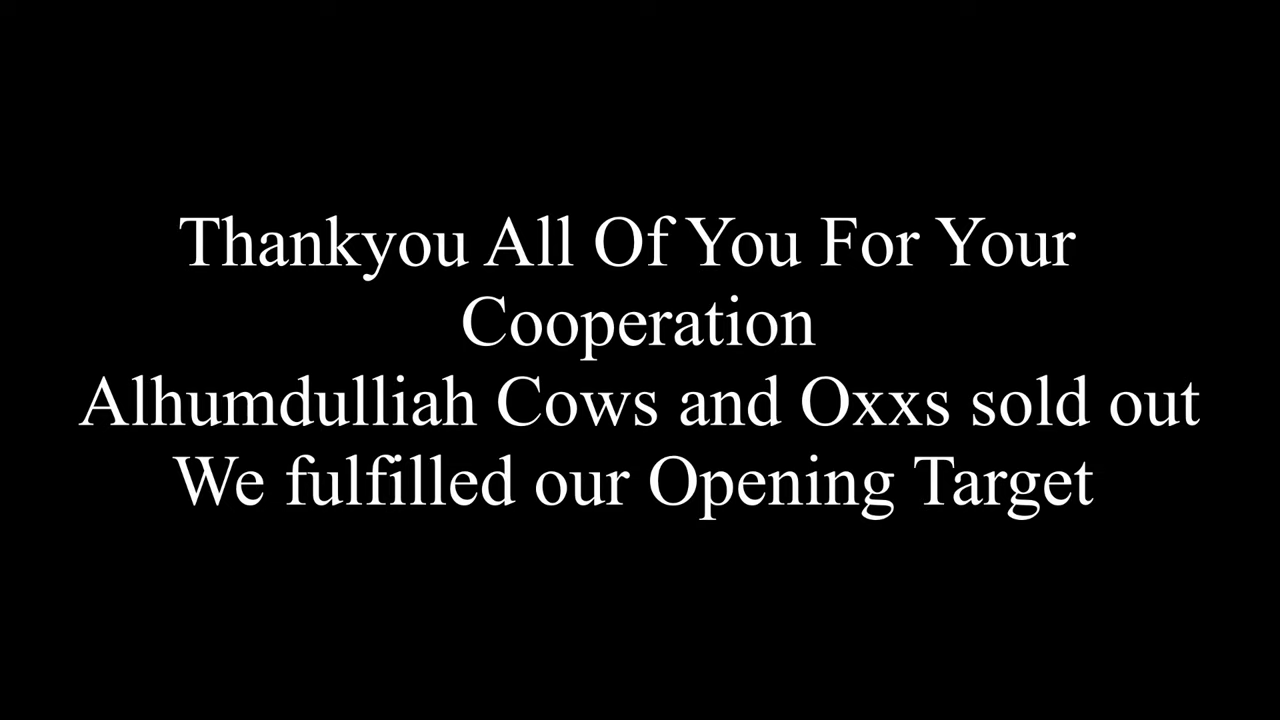 Thankyou All Of You For Your
Cooperation
Alhumdulliah Cows and Oxxs sold out
We fulfilled our Opening Target